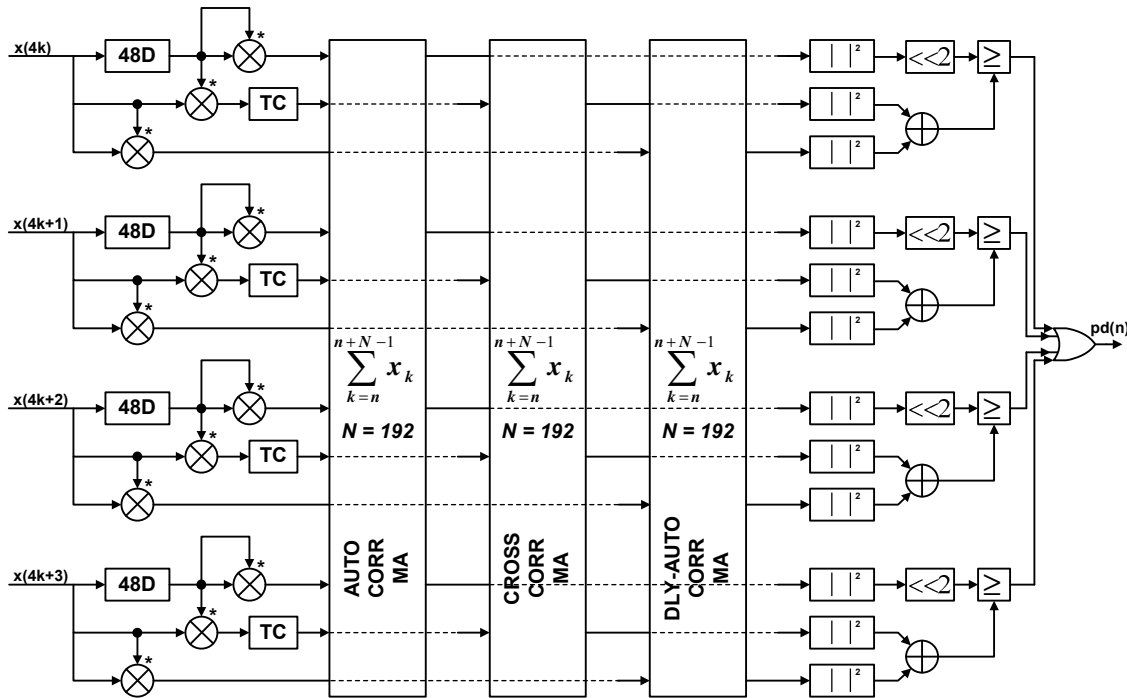 x(4k)
48D
*
*
TC
*
| |²
<<2
≥
| |²
| |²
x(4k+1)
48D
*
*
TC
*
| |²
<<2
≥
| |²
| |²
pd(n)
n+N-1
∑ x_k
k=n
N = 192
AUTO
CORR
MA
n+N-1
∑ x_k
k=n
N = 192
CROSS
CORR
MA
n+N-1
∑ x_k
k=n
N = 192
DLY-AUTO
CORR
MA
x(4k+2)
48D
*
*
TC
*
| |²
<<2
≥
| |²
| |²
x(4k+3)
48D
*
*
TC
*
| |²
<<2
≥
| |²
| |²